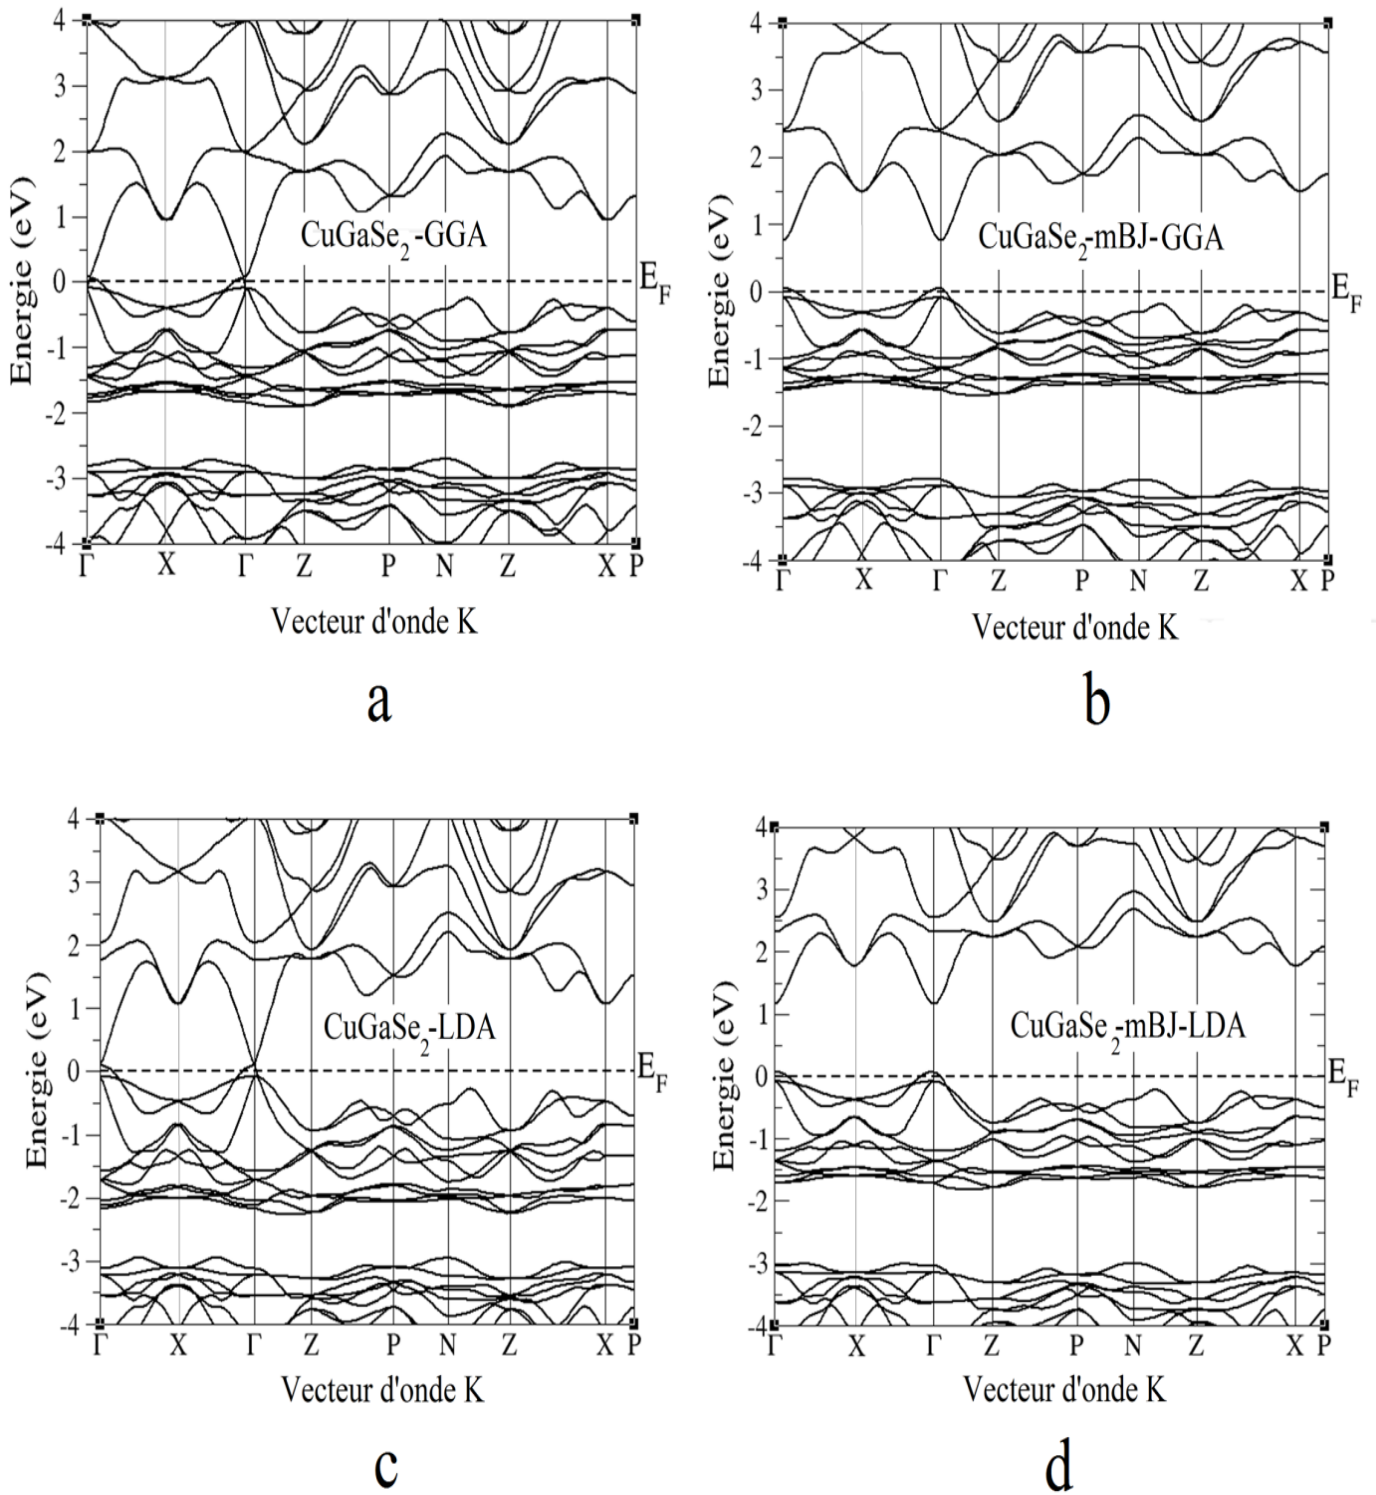 4
3
2
1
0
-1
-2
-3
-4
Energie (eV)
CuGaSe2-GGA
EF
Γ X Γ Z P N Z X P
Vecteur d'onde K
a
4
3
2
1
0
-1
-2
-3
-4
Energie (eV)
CuGaSe2-mBJ-GGA
EF
Γ X Γ Z P N Z X P
Vecteur d'onde K
b
4
3
2
1
0
-1
-2
-3
-4
Energie (eV)
CuGaSe2-LDA
EF
Γ X Γ Z P N Z X P
Vecteur d'onde K
c
4
3
2
1
0
-1
-2
-3
-4
Energie (eV)
CuGaSe2-mBJ-LDA
EF
Γ X Γ Z P N Z X P
Vecteur d'onde K
d